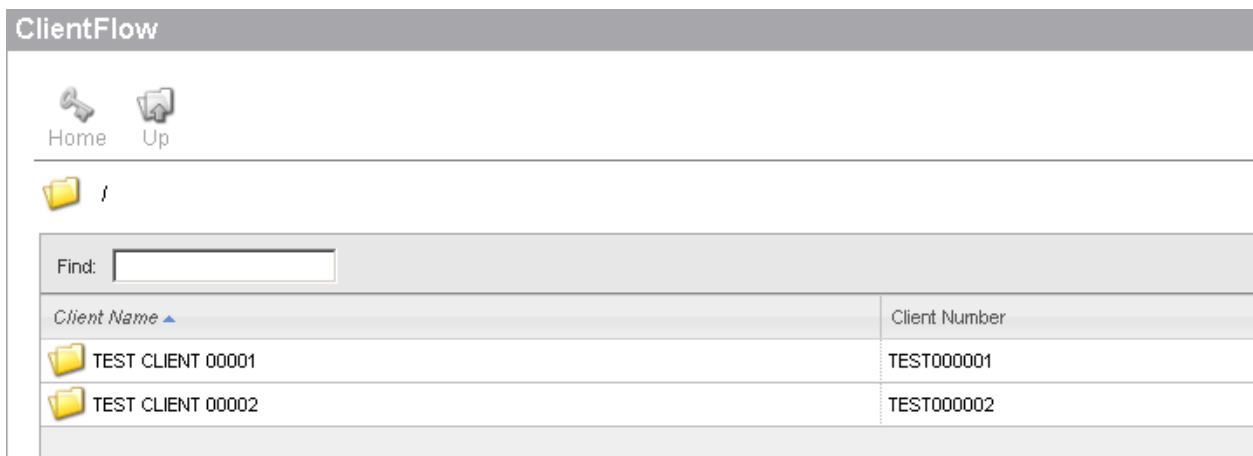 ClientFlow
Home Up
/
Find:
Client Name Client Number
TEST CLIENT 00001 TEST000001
TEST CLIENT 00002 TEST000002